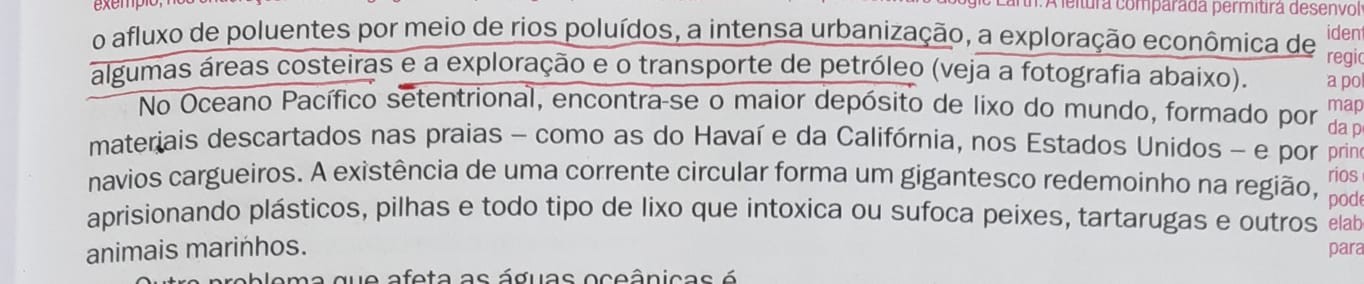 o afluxo de poluentes por meio de rios poluídos, a intensa urbanização, a exploração econômica de
algumas áreas costeiras e a exploração e o transporte de petróleo (veja a fotografia abaixo).
No Oceano Pacífico setentrional, encontra-se o maior depósito de lixo do mundo, formado por
materiais descartados nas praias – como as do Havaí e da Califórnia, nos Estados Unidos – e por
navios cargueiros. A existência de uma corrente circular forma um gigantesco redemoinho na região,
aprisionando plásticos, pilhas e todo tipo de lixo que intoxica ou sufoca peixes, tartarugas e outros
animais marinhos.
Outro problema que afeta as águas oceânicas é
A leitura comparada permitirá desenvol
ident
regiõ
a pol
map
da p
princ
rios
pode
elab
para